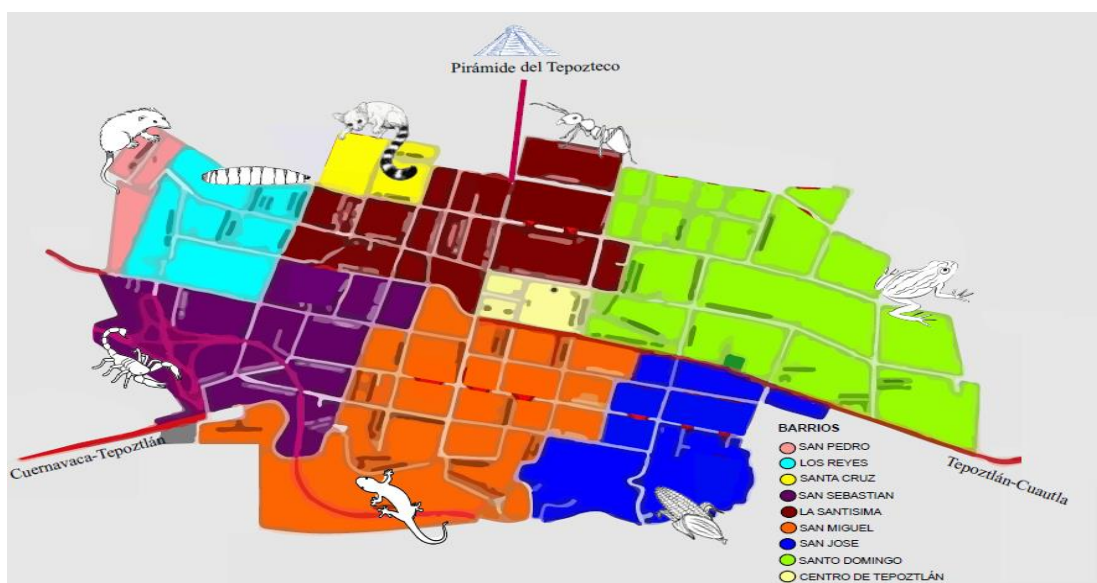 Pirámide del Tepozteco
Cuernavaca-Tepoztlán
Tepoztlán-Cuautla
BARRIOS
SAN PEDRO
LOS REYES
SANTA CRUZ
SAN SEBASTIAN
LA SANTISIMA
SAN MIGUEL
SAN JOSE
SANTO DOMINGO
CENTRO DE TEPOZTLÁN